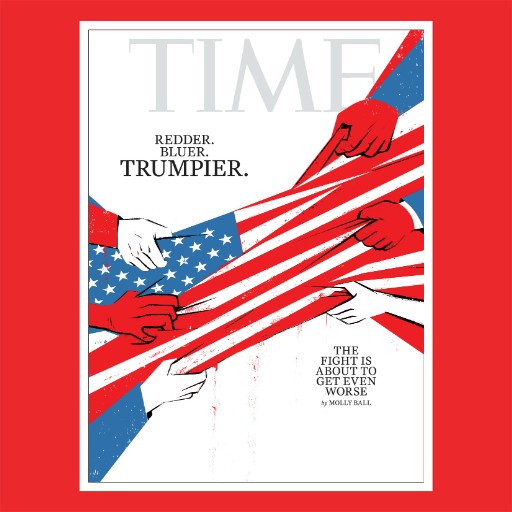 TIME
REDDER.
BLUER.
TRUMPIER.
THE
FIGHT IS
ABOUT TO
GET EVEN
WORSE
by MOLLY BALL